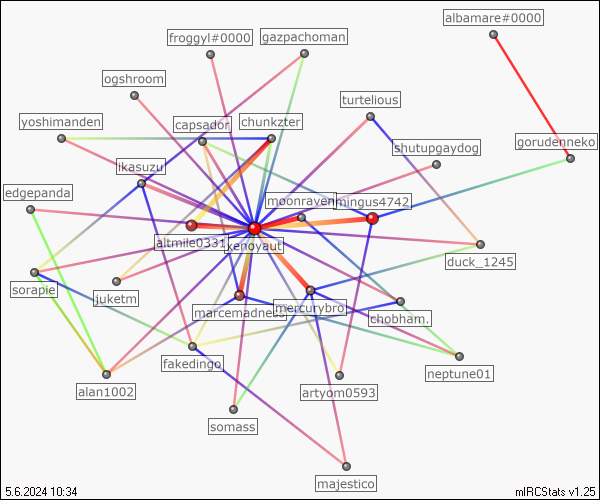 albamare#0000
froggyl#0000
gazpachoman
ogshroom
turtelious
yoshimanden
capsador
chunkzter
gorudenneko
shutupgaydog
ikasuzu
edgepanda
moonraven
mingus4742
altmile0331
xenovaut
duck_1245
sorapie
juketm
marcemadness
mercurybro.
chobham.
fakedingo
neptune01
alan1002
artyom0593
somass
majestico
5.6.2024 10:34
mIRCStats v1.25